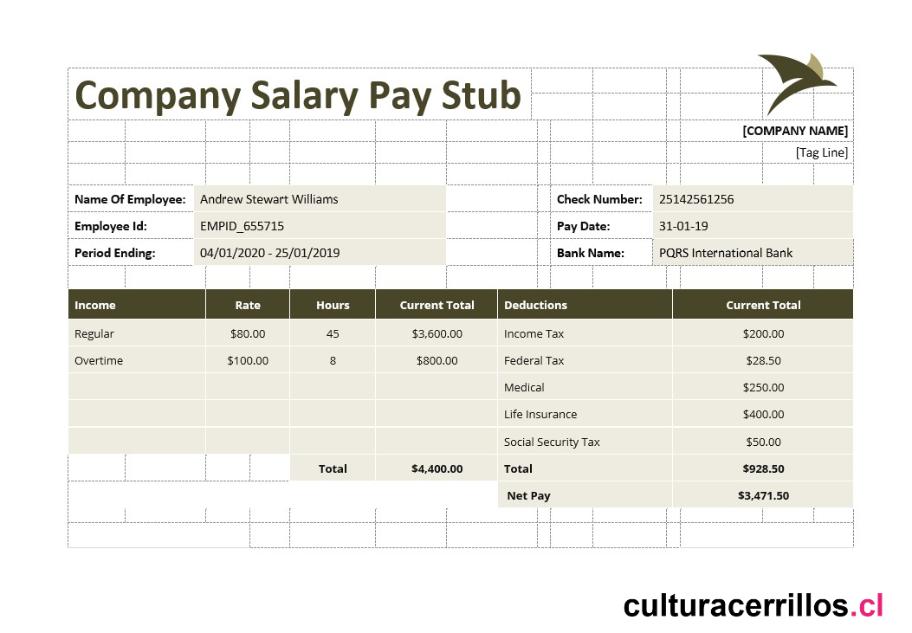 Company Salary Pay Stub
[COMPANY NAME]
[Tag Line]
Name Of Employee: Andrew Stewart Williams Check Number: 25142561256
Employee Id: EMPID_655715 Pay Date: 31-01-19
Period Ending: 04/01/2020 - 25/01/2019 Bank Name: PQRS International Bank
Income Rate Hours Current Total Deductions Current Total
Regular $80.00 45 $3,600.00 Income Tax $200.00
Overtime $100.00 8 $800.00 Federal Tax $28.50
Medical $250.00
Life Insurance $400.00
Social Security Tax $50.00
Total $4,400.00 Total $928.50
Net Pay $3,471.50
culturacerrillos.cl